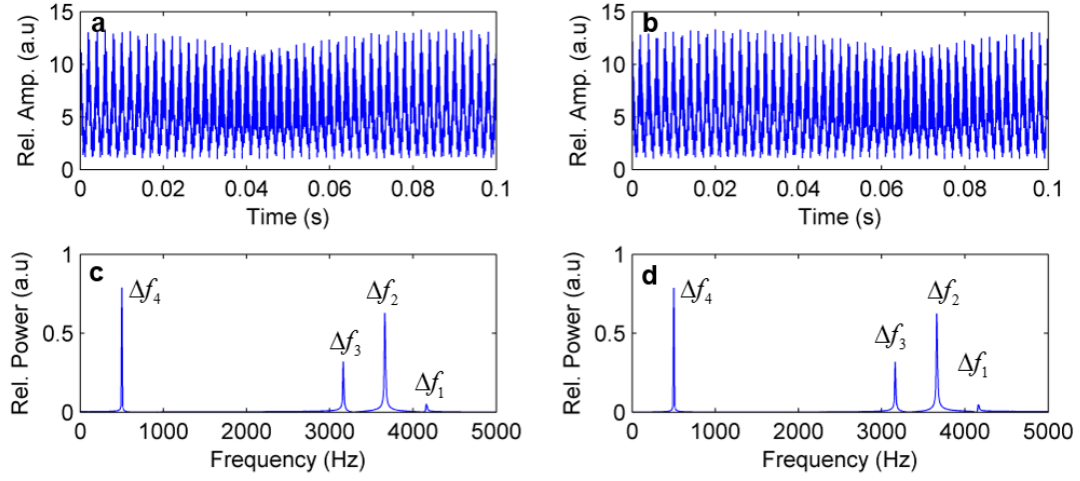 a
15
10
5
0
Rel. Amp. (a.u)
0 0.02 0.04 0.06 0.08 0.1
Time (s)
b
15
10
5
0
Rel. Amp. (a.u)
0 0.02 0.04 0.06 0.08 0.1
Time (s)
c
1
0.5
0
Rel. Power (a.u)
Δf4
Δf3
Δf2
Δf1
0 1000 2000 3000 4000 5000
Frequency (Hz)
d
1
0.5
0
Rel. Power (a.u)
Δf4
Δf3
Δf2
Δf1
0 1000 2000 3000 4000 5000
Frequency (Hz)